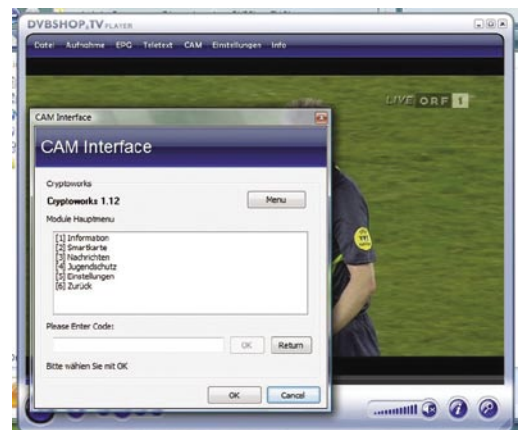 DVBSHOP.TV PLAYER
Datei Aufnahme EPG Teletext CAM Einstellungen Info
LIVE ORF 1
CAM Interface
CAM Interface
Cryptoworks
Cryptoworks 1.12
Menu
Module Hauptmenu
[1] Information
[2] Smartkarte
[3] Nachrichten
[4] Jugendschutz
[5] Einstellungen
[6] Zurück
Please Enter Code:
OK Return
Bitte wählen Sie mit OK
OK Cancel